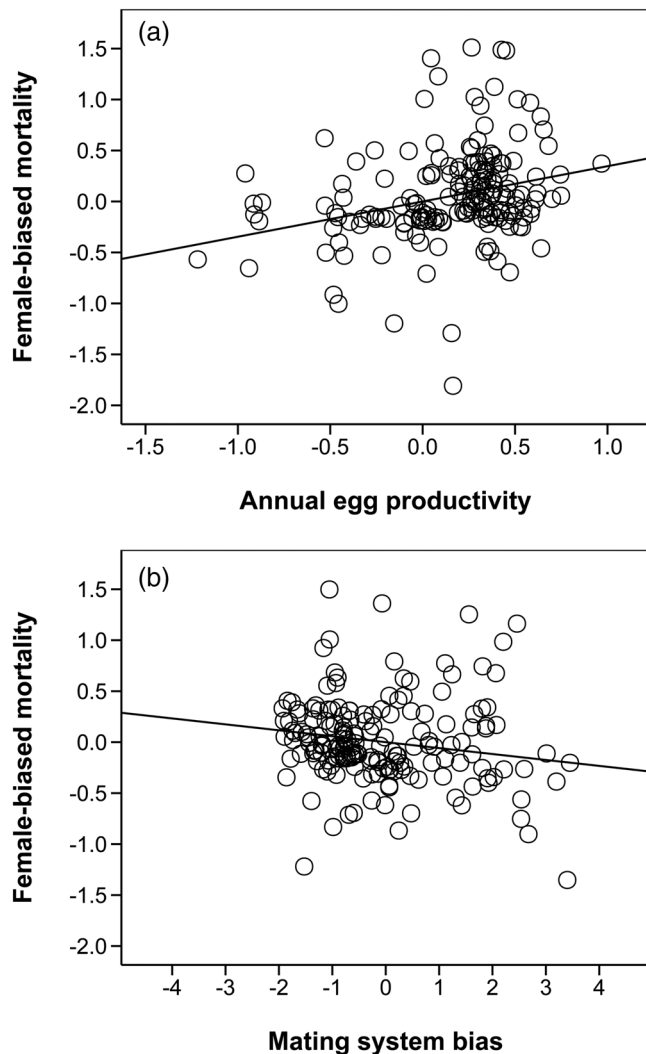 (a)
Female-biased mortality
1.5
1.0
0.5
0.0
-0.5
-1.0
-1.5
-2.0
-1.5 -1.0 -0.5 0.0 0.5 1.0
Annual egg productivity
(b)
Female-biased mortality
1.5
1.0
0.5
0.0
-0.5
-1.0
-1.5
-2.0
-4 -3 -2 -1 0 1 2 3 4
Mating system bias